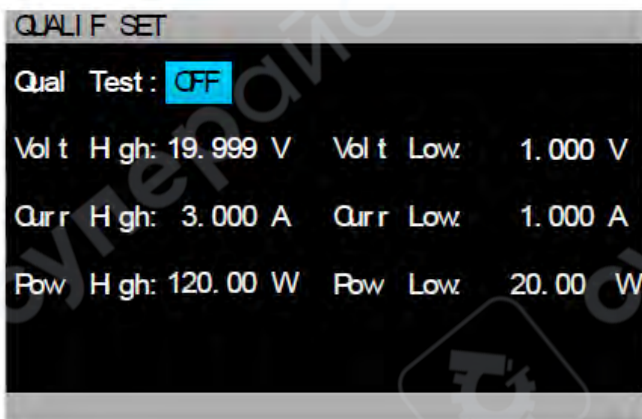 QUALIF SET
Qual Test: OFF
Volt High: 19.999 V Volt Low: 1.000 V
Curr High: 3.000 A Curr Low: 1.000 A
Pow High: 120.00 W Pow Low: 20.00 W
супер